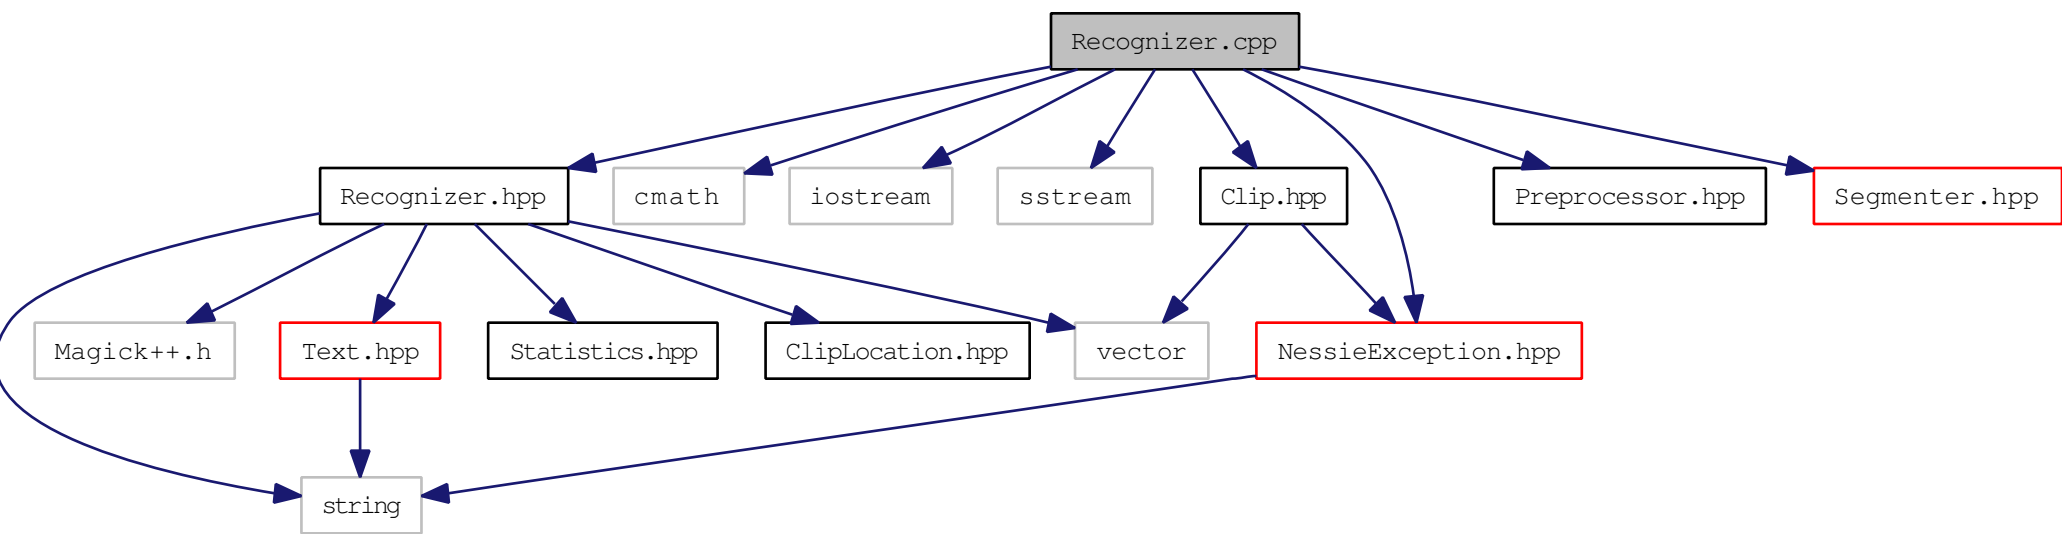 Recognizer.cpp
Recognizer.hpp
cmath
iostream
sstream
Clip.hpp
Preprocessor.hpp
Segmenter.hpp
Magick++.h
Text.hpp
Statistics.hpp
ClipLocation.hpp
vector
NessieException.hpp
string